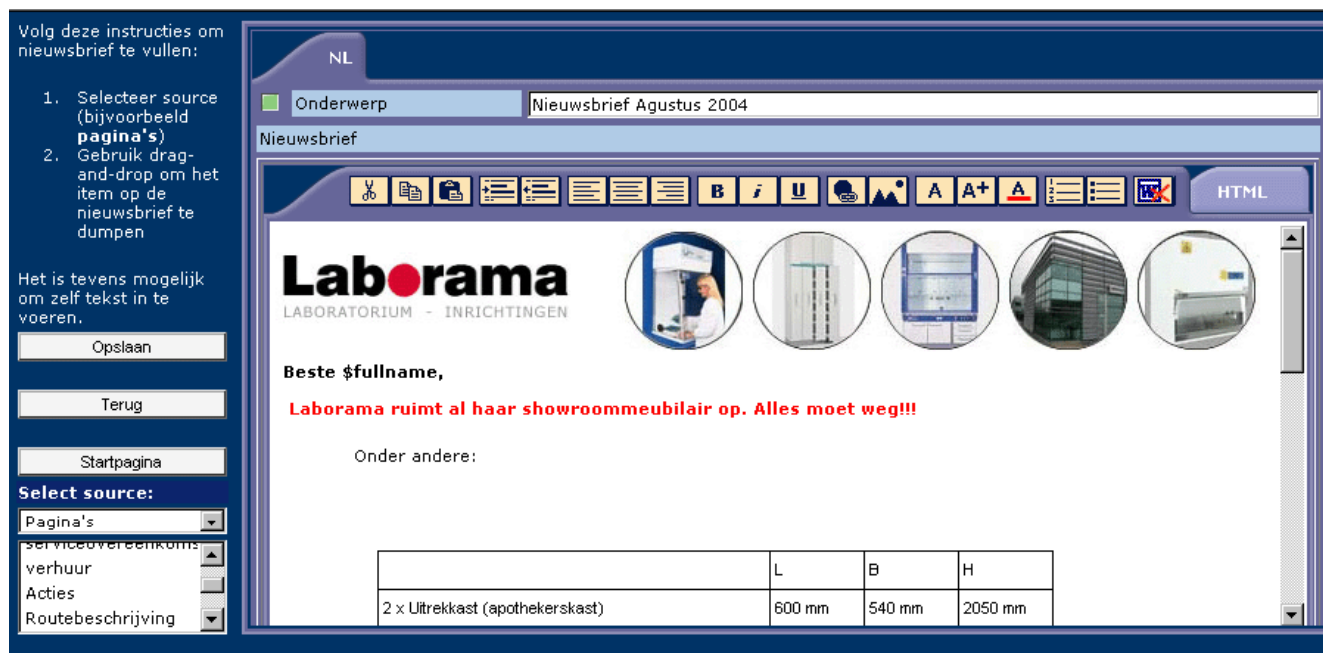 Volg deze instructies om
nieuwsbrief te vullen:
1. Selecteer source
(bijvoorbeeld
pagina's)
2. Gebruik drag-
and-drop om het
item op de
nieuwsbrief te
dumpen
Het is tevens mogelijk
om zelf tekst in te
voeren.
Opslaan
Terug
Startpagina
Select source:
Pagina's
serviceovereenkoms
verhuur
Acties
Routebeschrijving
NL
Onderwerp Nieuwsbrief Agustus 2004
Nieuwsbrief
B i U A A+ A HTML
Laborama
LABORATORIUM - INRICHTINGEN
Beste $fullname,
Laborama ruimt al haar showroommeubilair op. Alles moet weg!!!
Onder andere:
L B H
2 x Uitrekkast (apothekerskast) 600 mm 540 mm 2050 mm